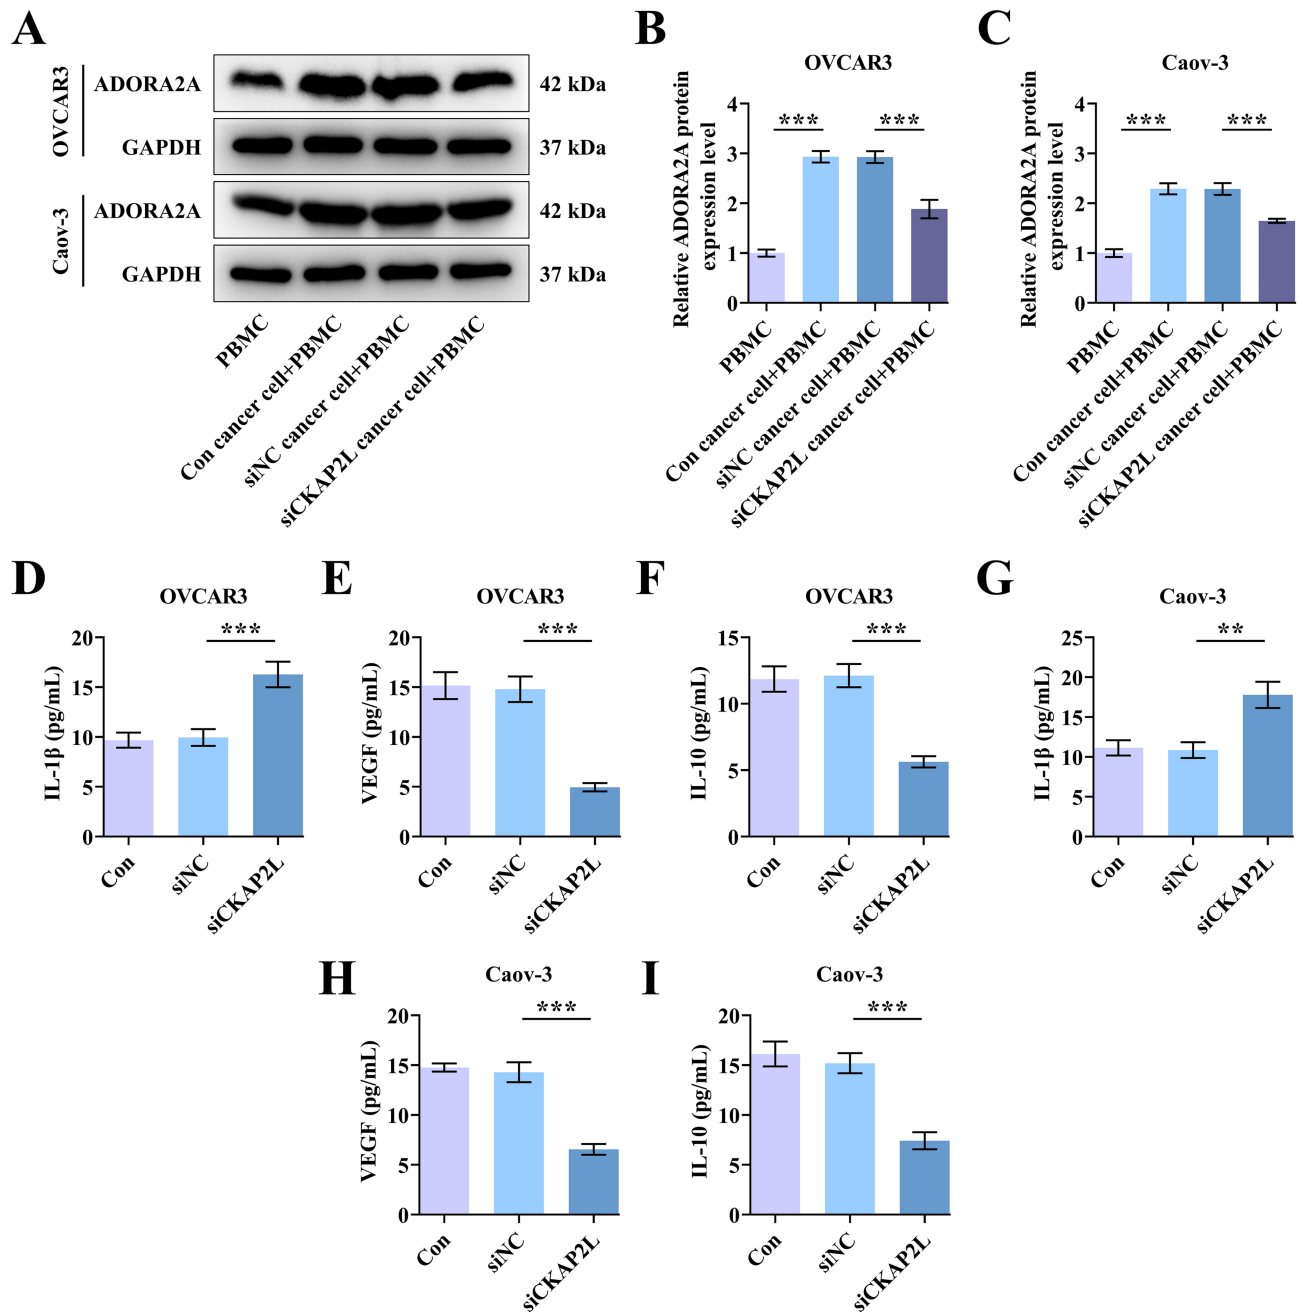 A
OVCAR3
ADORA2A
42 kDa
GAPDH
37 kDa
Caov-3
ADORA2A
42 kDa
GAPDH
37 kDa
PBMC
Con cancer cell+PBMC
siNC cancer cell+PBMC
siCKAP2L cancer cell+PBMC
B
OVCAR3
Relative ADORA2A protein
expression level
4
3
2
1
0
***
***
PBMC
Con cancer cell+PBMC
siNC cancer cell+PBMC
siCKAP2L cancer cell+PBMC
C
Caov-3
Relative ADORA2A protein
expression level
4
3
2
1
0
***
***
PBMC
Con cancer cell+PBMC
siNC cancer cell+PBMC
siCKAP2L cancer cell+PBMC
D
OVCAR3
IL-1β (pg/mL)
20
15
10
5
0
***
Con
siNC
siCKAP2L
E
OVCAR3
VEGF (pg/mL)
20
15
10
5
0
***
Con
siNC
siCKAP2L
F
OVCAR3
IL-10 (pg/mL)
15
10
5
0
***
Con
siNC
siCKAP2L
G
Caov-3
IL-1β (pg/mL)
25
20
15
10
5
0
**
Con
siNC
siCKAP2L
H
Caov-3
VEGF (pg/mL)
20
15
10
5
0
***
Con
siNC
siCKAP2L
I
Caov-3
IL-10 (pg/mL)
20
15
10
5
0
***
Con
siNC
siCKAP2L